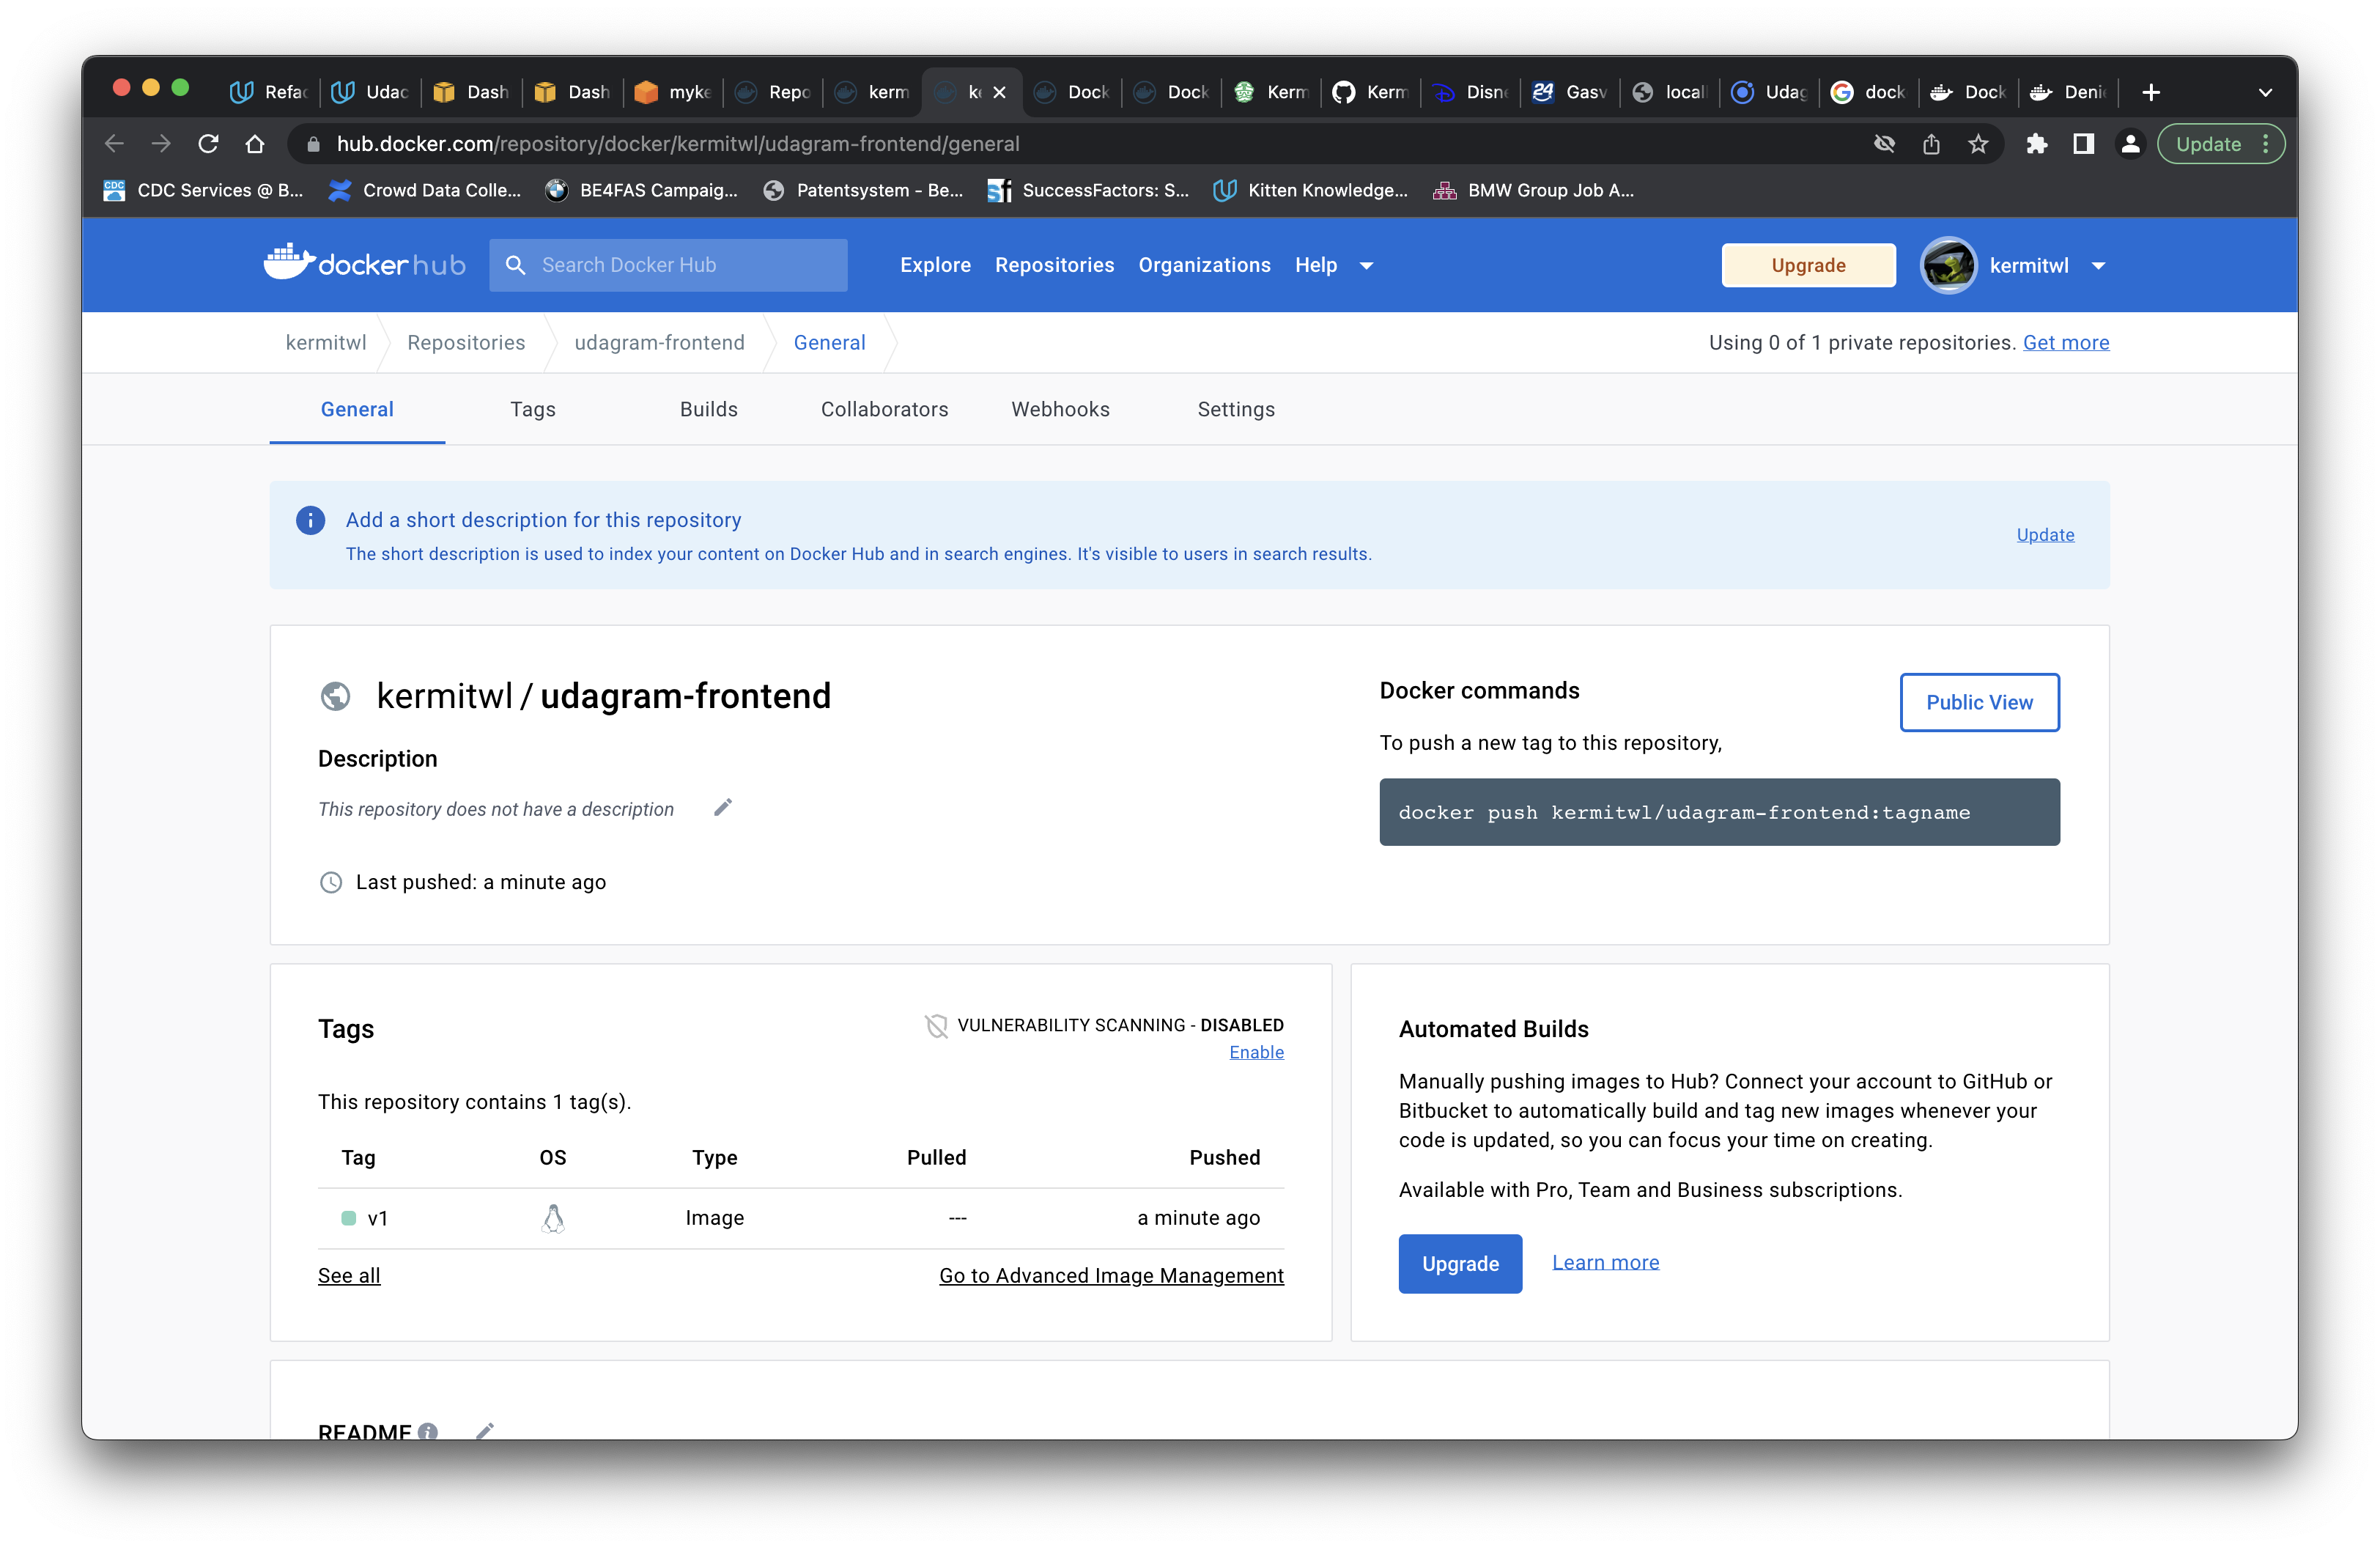 Refac Udac Dash Dash myke Repo kerm ke Dock Dock Kerm Kerm Disne 24 Gasv local Udag dock Dock Deni
hub.docker.com/repository/docker/kermitwl/udagram-frontend/general Update
CDC CDC Services @ B... Crowd Data Colle... BE4FAS Campaig... Patentsystem - Be... SuccessFactors: S... Kitten Knowledge... BMW Group Job A...
docker hub Search Docker Hub Explore Repositories Organizations Help Upgrade kermitwl
kermitwl Repositories udagram-frontend General Using 0 of 1 private repositories. Get more
General Tags Builds Collaborators Webhooks Settings
Add a short description for this repository
The short description is used to index your content on Docker Hub and in search engines. It's visible to users in search results.
Update
kermitwl / udagram-frontend
Description
This repository does not have a description
Last pushed: a minute ago
Docker commands
Public View
To push a new tag to this repository,
docker push kermitwl/udagram-frontend:tagname
Tags
VULNERABILITY SCANNING - DISABLED
Enable
This repository contains 1 tag(s).
Tag OS Type Pulled Pushed
v1 Image --- a minute ago
See all Go to Advanced Image Management
Automated Builds
Manually pushing images to Hub? Connect your account to GitHub or
Bitbucket to automatically build and tag new images whenever your
code is updated, so you can focus your time on creating.
Available with Pro, Team and Business subscriptions.
Upgrade Learn more
README